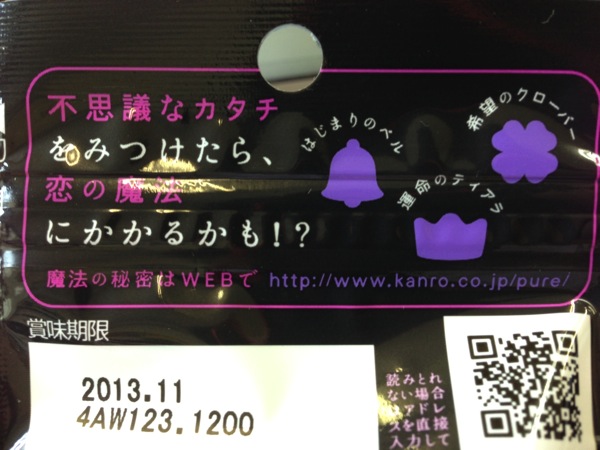 不思議なカタチ
をみつけたら、
恋の魔法
にかかるかも!?
はじまりのベル
希望のクローバー
運命のティアラ
魔法の秘密はWEBで http://www.kanro.co.jp/pure/
賞味期限
2013.11
4AW123.1200
読みとれ
ない場合
はアドレ
スを直接
入力して